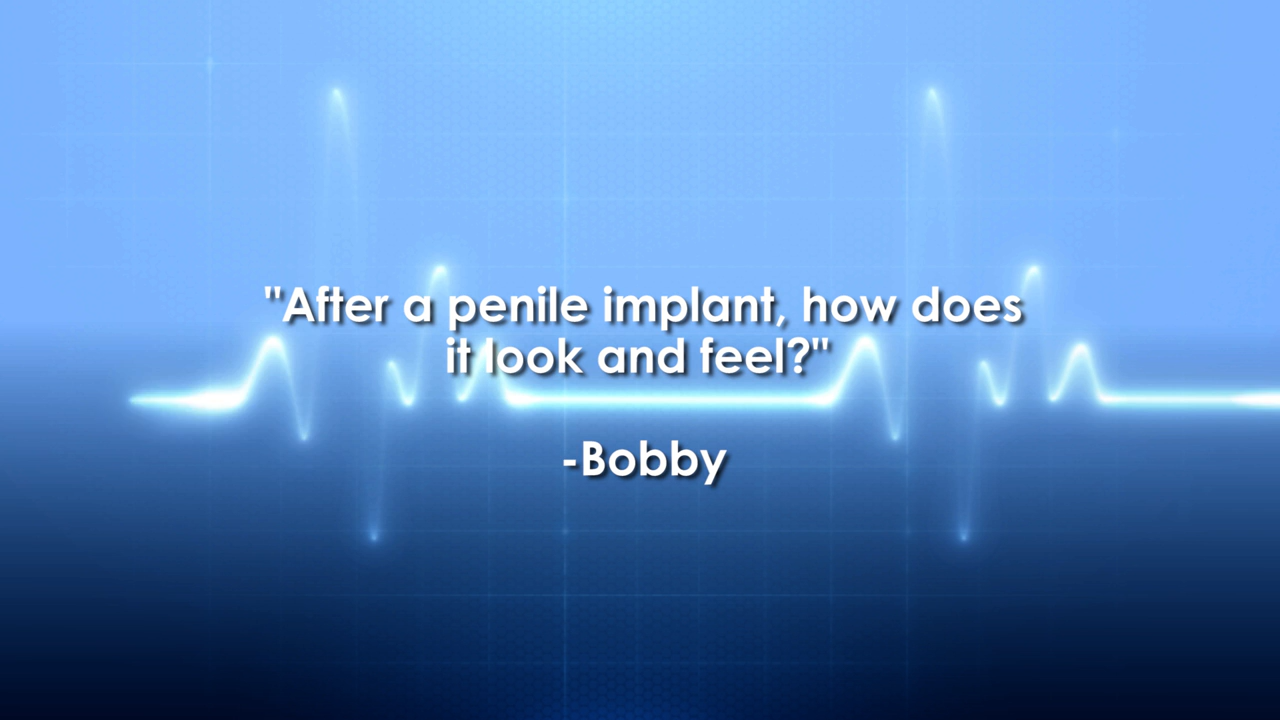 "After a penile implant, how does
it look and feel?"
-Bobby